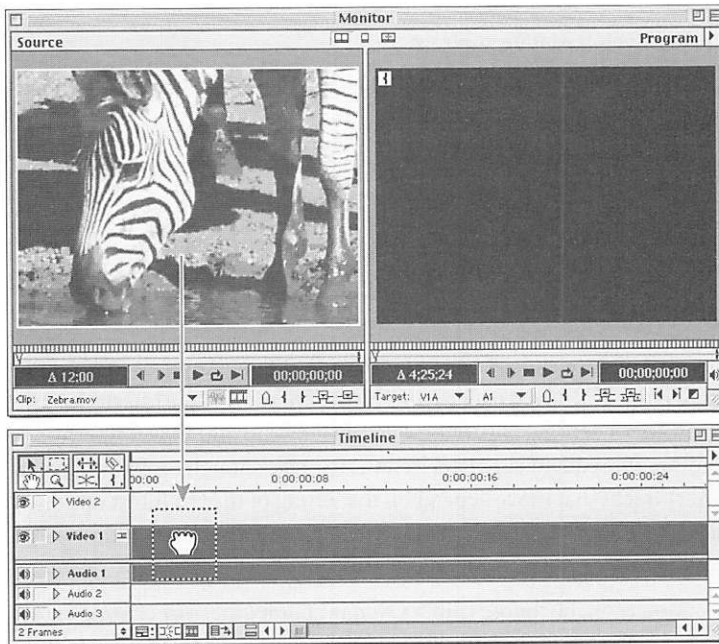 Monitor
Source
Program
Δ 12:00
00;00;00;00
Δ 4;25;24
00;00;00;00
Clip: Zebra.mov
Target: V1A
A1
Timeline
00:00
0:00:00:08
0:00:00:16
0:00:00:24
Video 2
Video 1
Audio 1
Audio 2
Audio 3
2 Frames